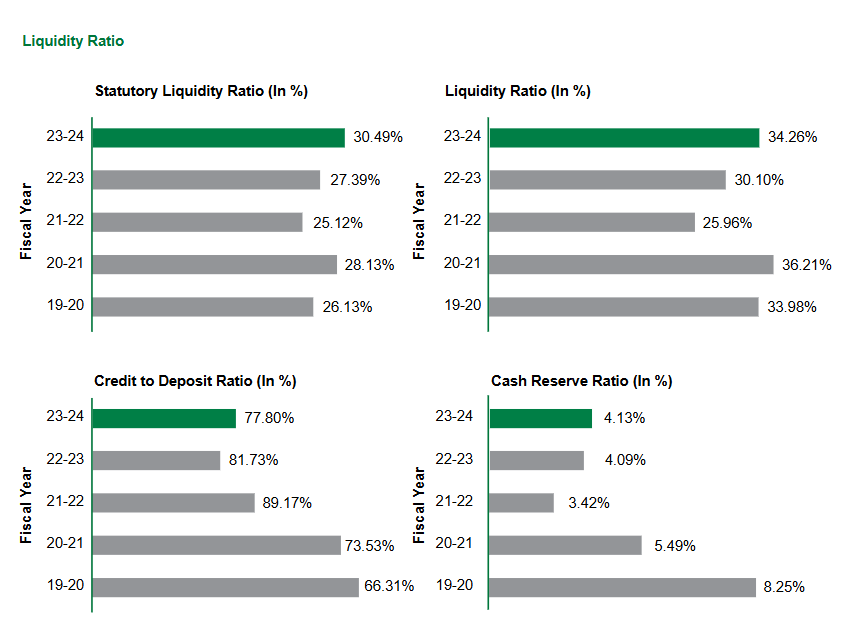 Liquidity Ratio
Statutory Liquidity Ratio (In %)
Fiscal Year
23-24 30.49%
22-23 27.39%
21-22 25.12%
20-21 28.13%
19-20 26.13%
Liquidity Ratio (In %)
Fiscal Year
23-24 34.26%
22-23 30.10%
21-22 25.96%
20-21 36.21%
19-20 33.98%
Credit to Deposit Ratio (In %)
Fiscal Year
23-24 77.80%
22-23 81.73%
21-22 89.17%
20-21 73.53%
19-20 66.31%
Cash Reserve Ratio (In %)
Fiscal Year
23-24 4.13%
22-23 4.09%
21-22 3.42%
20-21 5.49%
19-20 8.25%